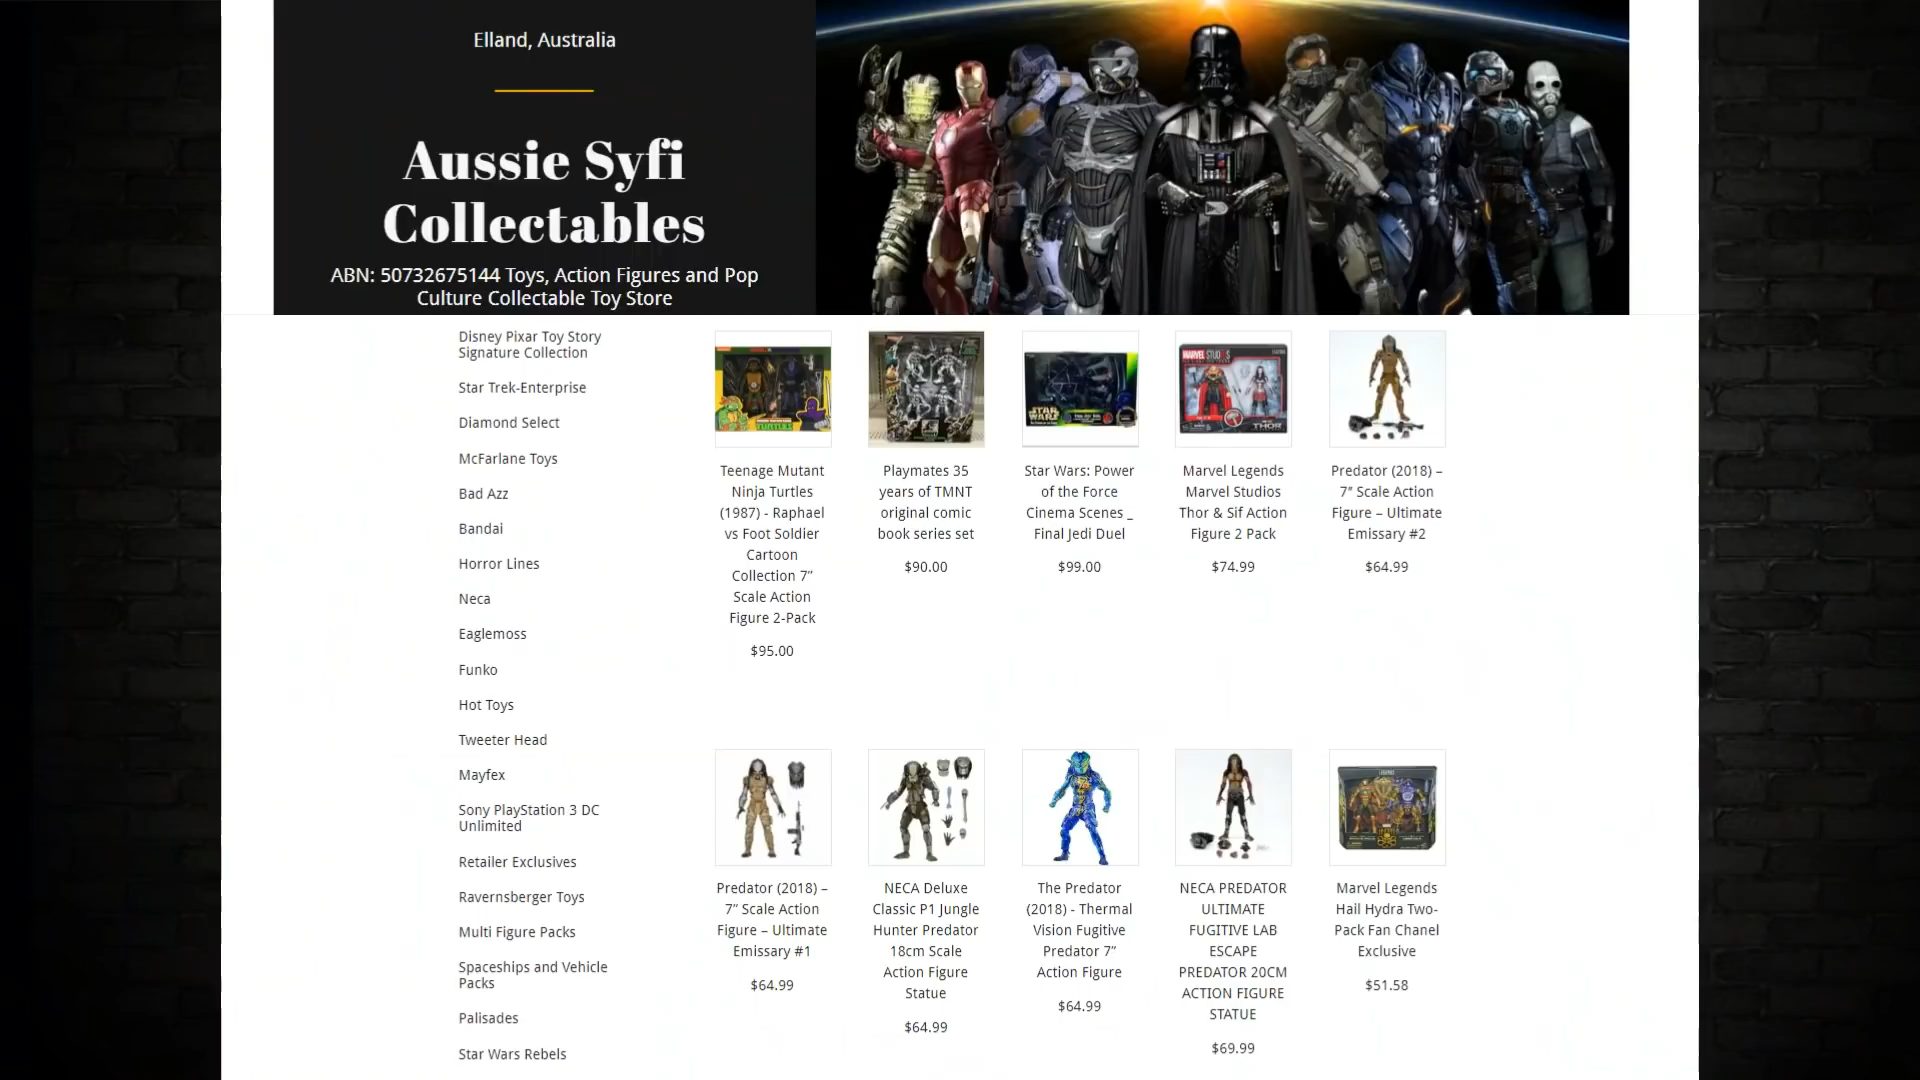 Elland, Australia
Aussie Syfi
Collectables
ABN: 50732675144 Toys, Action Figures and Pop
Culture Collectable Toy Store
Disney Pixar Toy Story
Signature Collection
Star Trek-Enterprise
Diamond Select
McFarlane Toys
Bad Azz
Bandai
Horror Lines
Neca
Eaglemoss
Funko
Hot Toys
Tweeter Head
Mayfex
Sony PlayStation 3 DC
Unlimited
Retailer Exclusives
Ravernsberger Toys
Multi Figure Packs
Spaceships and Vehicle
Packs
Palisades
Star Wars Rebels
TURTLES
STAR
WARS
MARVEL STUDIOS
THOR
Teenage Mutant
Ninja Turtles
(1987) - Raphael
vs Foot Soldier
Cartoon
Collection 7”
Scale Action
Figure 2-Pack
$95.00
Playmates 35
years of TMNT
original comic
book series set
$90.00
Star Wars: Power
of the Force
Cinema Scenes _
Final Jedi Duel
$99.00
Marvel Legends
Marvel Studios
Thor & Sif Action
Figure 2 Pack
$74.99
Predator (2018) –
7″ Scale Action
Figure – Ultimate
Emissary #2
$64.99
Predator (2018) –
7″ Scale Action
Figure – Ultimate
Emissary #1
$64.99
NECA Deluxe
Classic P1 Jungle
Hunter Predator
18cm Scale
Action Figure
Statue
$64.99
The Predator
(2018) - Thermal
Vision Fugitive
Predator 7”
Action Figure
$64.99
NECA PREDATOR
ULTIMATE
FUGITIVE LAB
ESCAPE
PREDATOR 20CM
ACTION FIGURE
STATUE
$69.99
Marvel Legends
Hail Hydra Two-
Pack Fan Chanel
Exclusive
$51.58